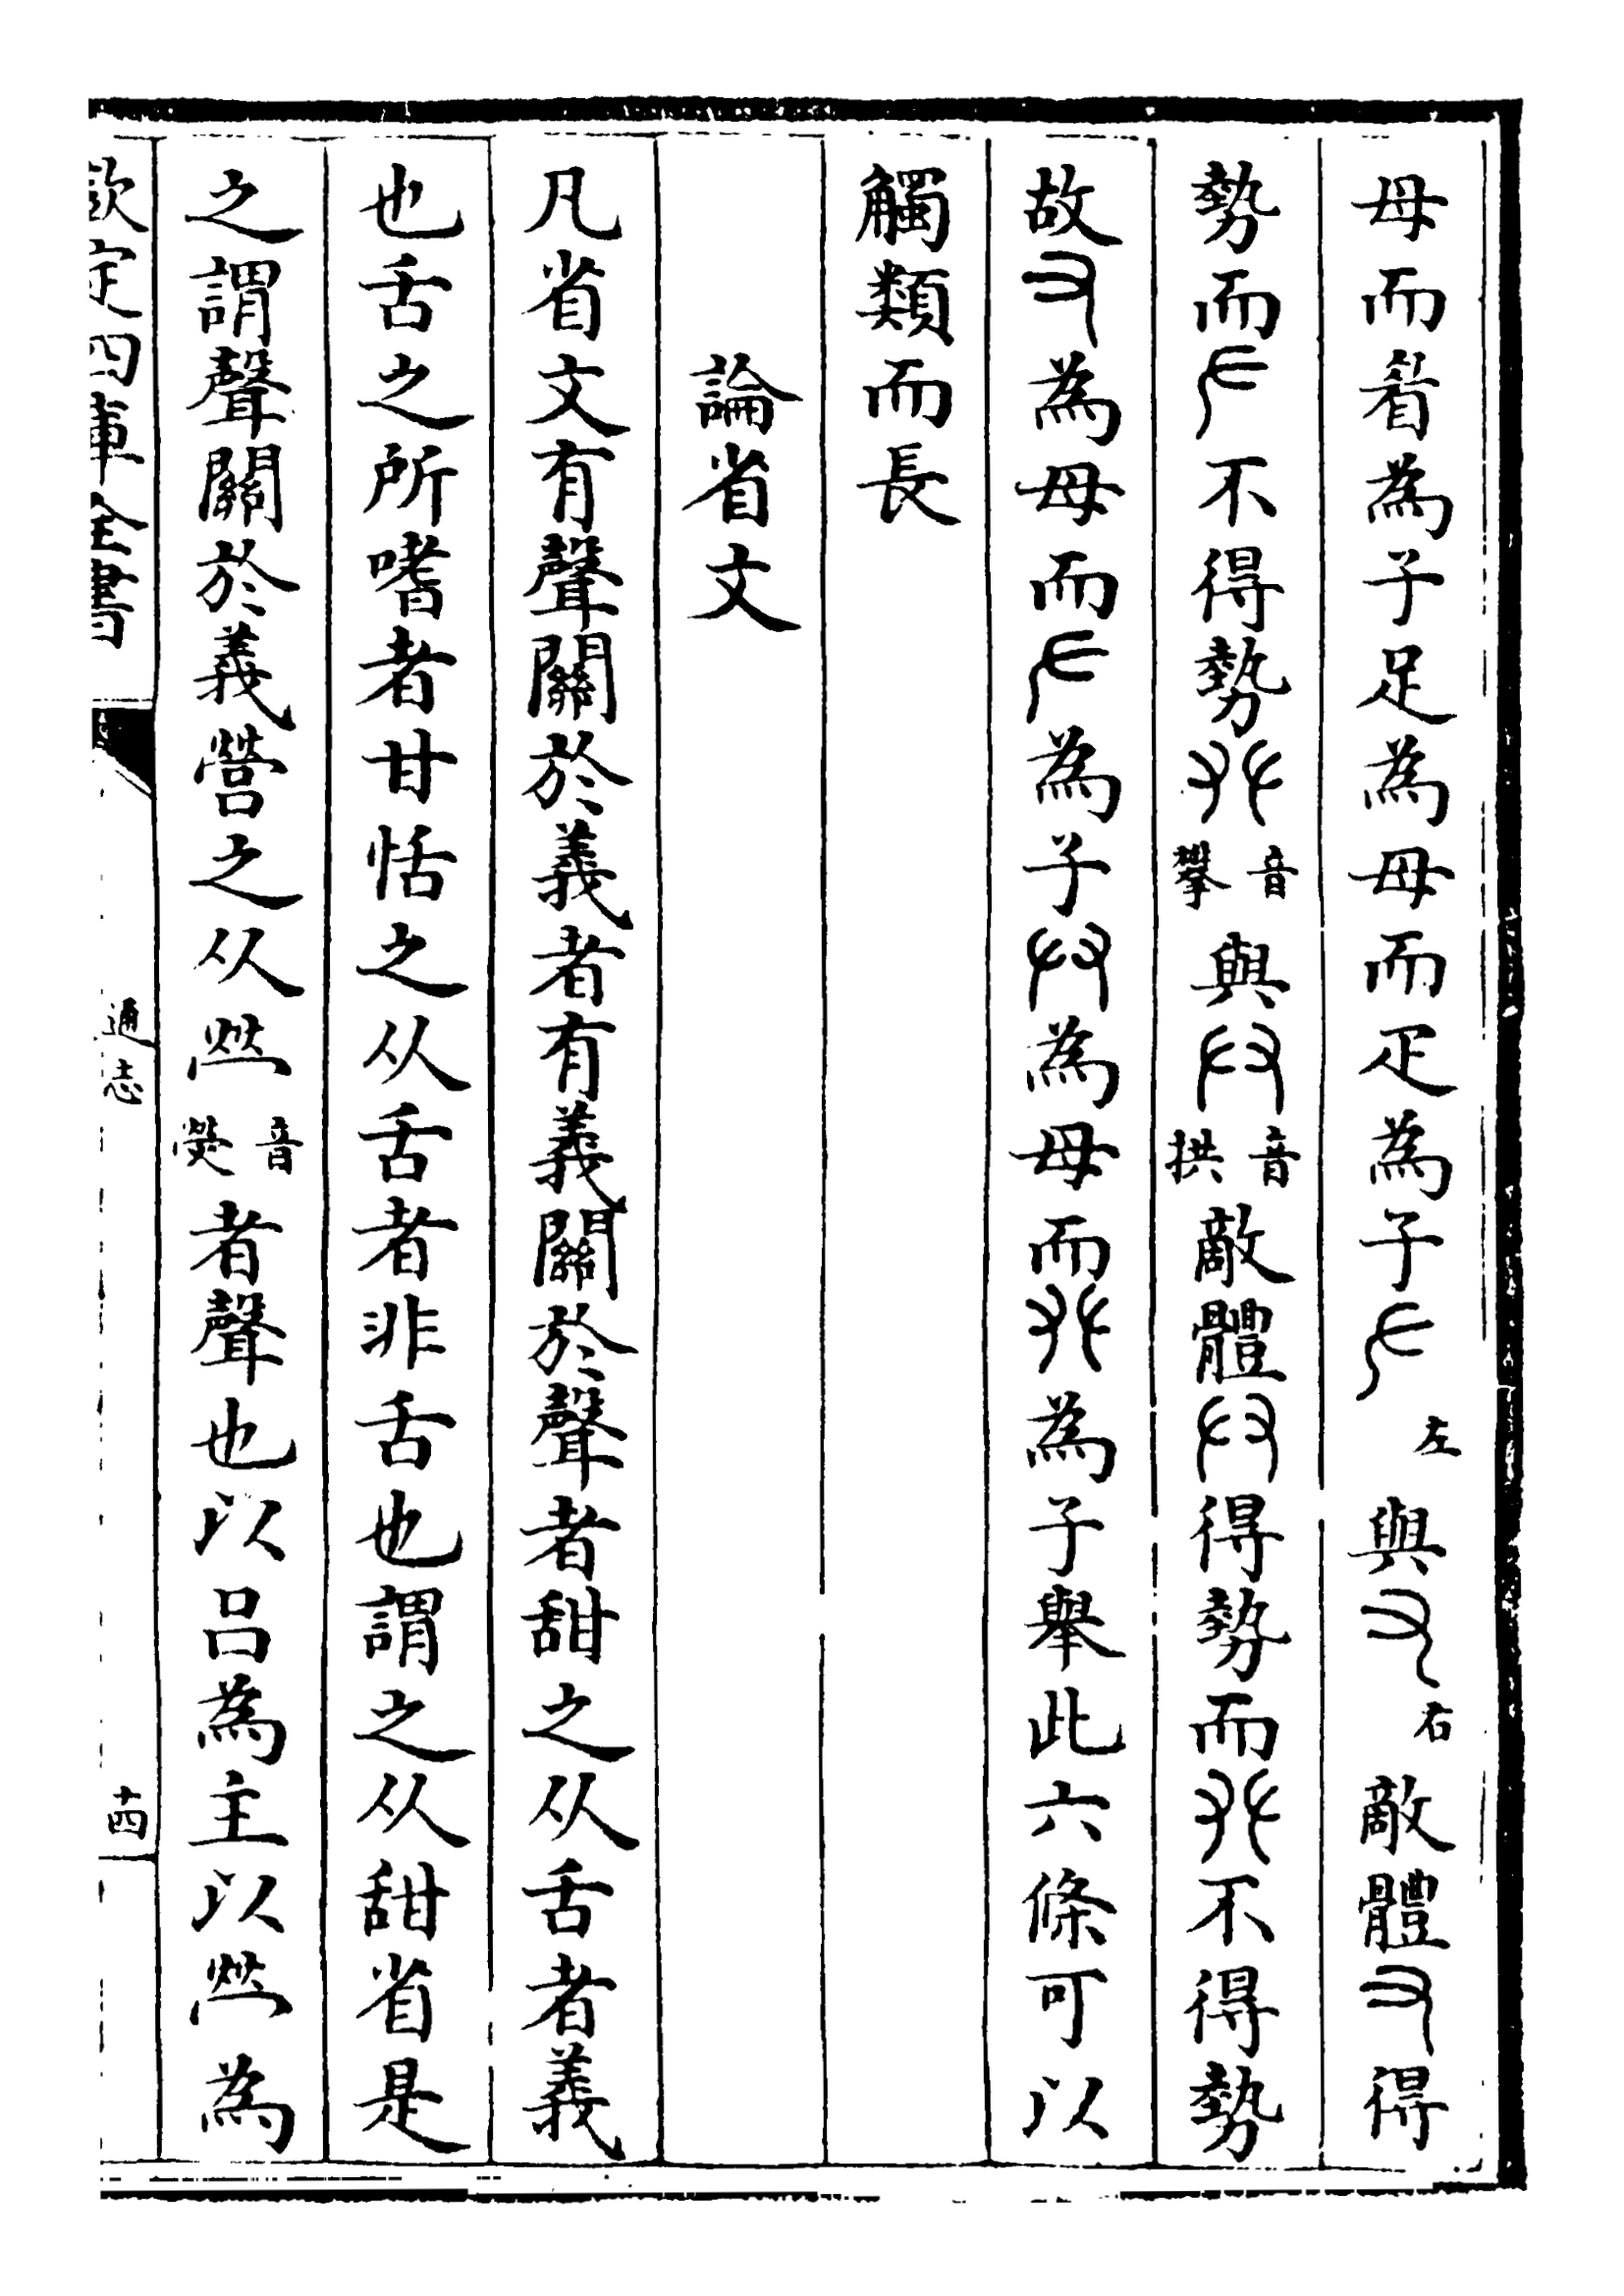 母而睂為子足為母而疋為子𠂇左與又右敵體又得
勢而𠂇不得勢𠬜音攀與𠬞音拱敵體𠬞得勢而𠬜不得勢
故又為母而𠂇為子𠬞為母而𠬜為子舉此六條可以
觸類而長
論省文
凡省文有聲關於義者有義關於聲者甜之从舌者義
也舌之所嗜者甘恬之从舌者非舌也謂之从甜省是
之謂聲關於義營之从𤇾音熒者聲也以呂為主以𤇾為
欽定四庫全書
通志
十四